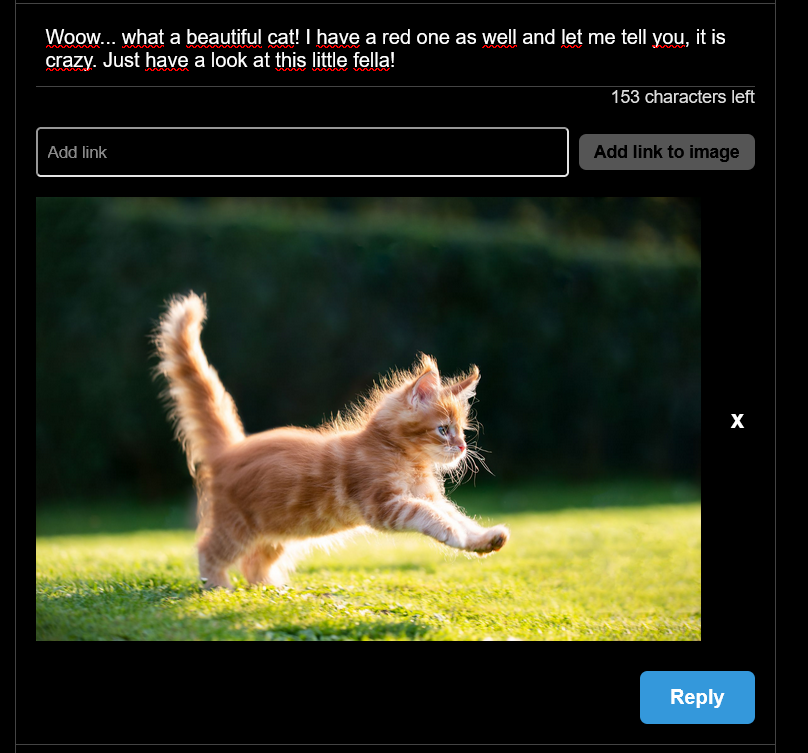 Woow... what a beautiful cat! I have a red one as well and let me tell you, it is
crazy. Just have a look at this little fella!
153 characters left
Add link
Add link to image
x
Reply